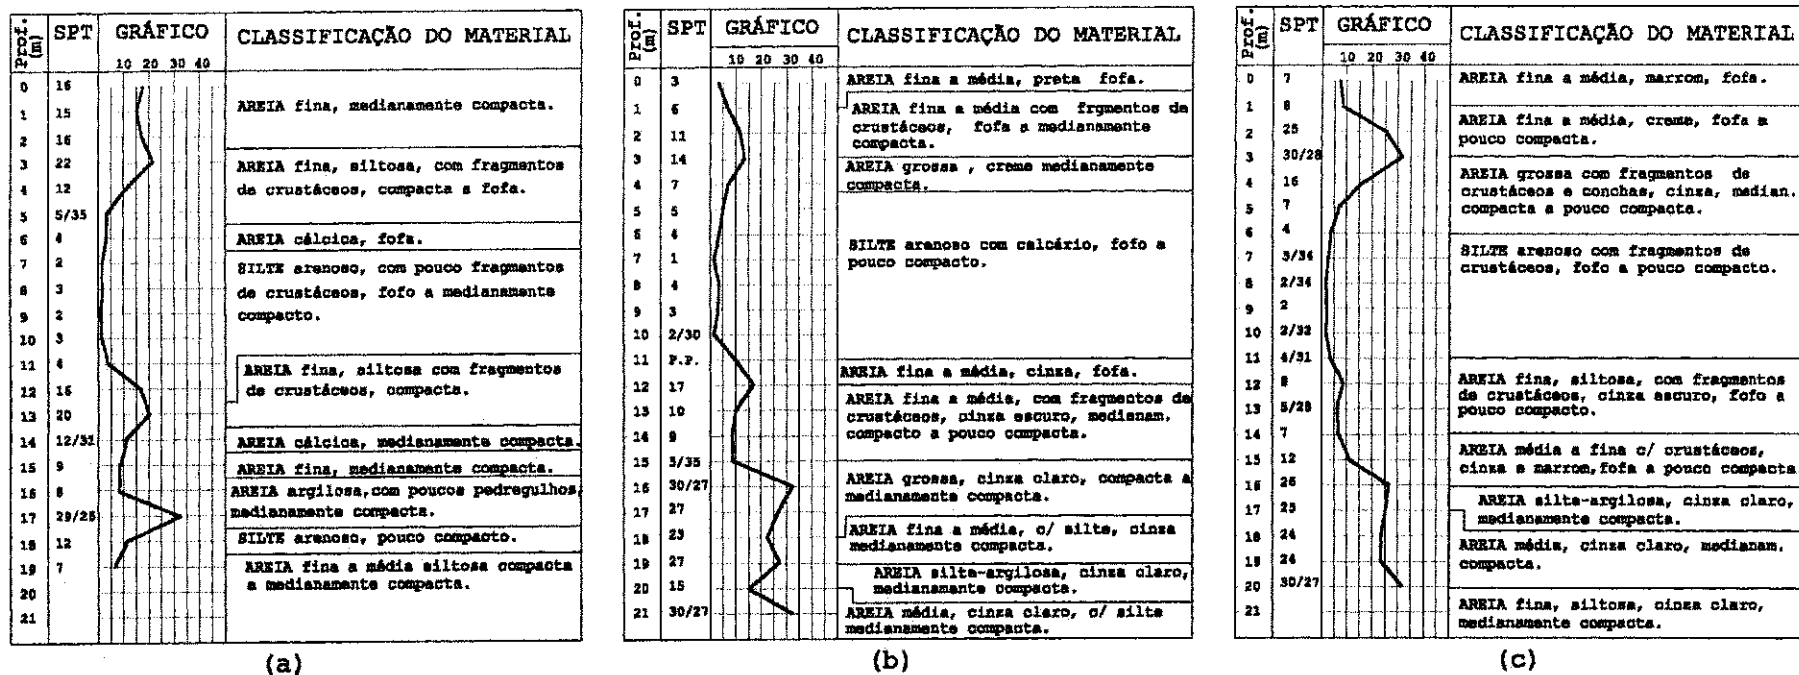 Prof. (m) SPT GRÁFICO CLASSIFICAÇÃO DO MATERIAL
10 20 30 40
0 16
1 15
2 16
3 22
4 12
5 5/35
6 4
7 2
8 3
9 2
10 3
11 4
12 16
13 20
14 12/32
15 9
16 8
17 29/25
18 12
19 7
20
21
AREIA fina, medianamente compacta.
AREIA fina, siltosa, com fragmentos
de crustáceos, compacta a fofa.
AREIA cálcica, fofa.
SILTE arenoso, com pouco fragmentos
de crustáceos, fofo a medianamente
compacto.
AREIA fina, siltosa com fragmentos
de crustáceos, compacta.
AREIA cálcica, medianamente compacta.
AREIA fina, medianamente compacta.
AREIA argilosa,com poucos pedregulhos,
medianamente compacta.
SILTE arenoso, pouco compacto.
AREIA fina a média siltosa compacta
a medianamente compacta.
(a)
Prof. (m) SPT GRÁFICO CLASSIFICAÇÃO DO MATERIAL
10 20 30 40
0 3
1 6
2 11
3 14
4 7
5 5
6 4
7 1
8 4
9 3
10 2/30
11 P.P.
12 17
13 10
14 9
15 5/35
16 30/27
17 27
18 23
19 27
20 15
21 30/27
AREIA fina a média, preta fofa.
AREIA fina a média com frgmentos de
crustáceos, fofa a medianamente
compacta.
AREIA grossa , creme medianamente
compacta.
SILTE arenoso com calcário, fofo a
pouco compacto.
AREIA fina a média, cinza, fofa.
AREIA fina a média, com fragmentos de
crustáceos, cinza escuro, medianam.
compacto a pouco compacta.
AREIA grossa, cinza claro, compacta a
medianamente compacta.
AREIA fina a média, c/ silte, cinza
medianamente compacta.
AREIA silte-argilosa, cinza claro,
medianamente compacta.
AREIA média, cinza claro, c/ silte
medianamente compacta.
(b)
Prof. (m) SPT GRÁFICO CLASSIFICAÇÃO DO MATERIAL
10 20 30 40
0 7
1 8
2 25
3 30/28
4 16
5 7
6 4
7 3/34
8 2/34
9 2
10 2/32
11 4/31
12 8
13 5/28
14 7
15 12
16 26
17 25
18 24
19 24
20 30/27
21
AREIA fina a média, marrom, fofa.
AREIA fina a média, creme, fofa a
pouco compacta.
AREIA grossa com fragmentos de
crustáceos e conchas, cinza, median.
compacta a pouco compacta.
SILTE arenoso com fragmentos de
crustáceos, fofo a pouco compacto.
AREIA fina, siltosa, com fragmentos
de crustáceos, cinza escuro, fofo a
pouco compacto.
AREIA média a fina c/ crustáceos,
cinza e marrom,fofa a pouco compacta
AREIA silte-argilosa, cinza claro,
medianamente compacta.
AREIA média, cinza claro, medianam.
compacta.
AREIA fina, siltosa, cinza claro,
medianamente compacta.
(c)